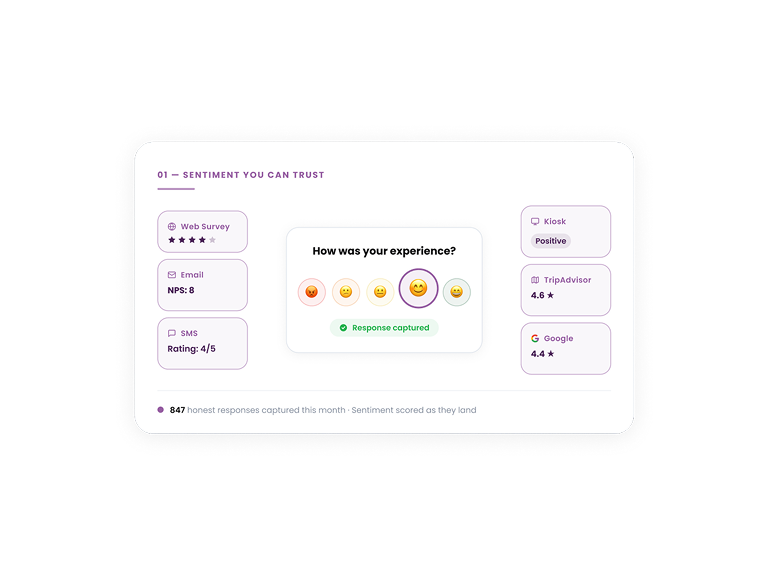 01 — SENTIMENT YOU CAN TRUST
Web Survey
★★★★★
Email
NPS: 8
SMS
Rating: 4/5
How was your experience?
Response captured
Kiosk
Positive
TripAdvisor
4.6 ★
Google
4.4 ★
847 honest responses captured this month · Sentiment scored as they land